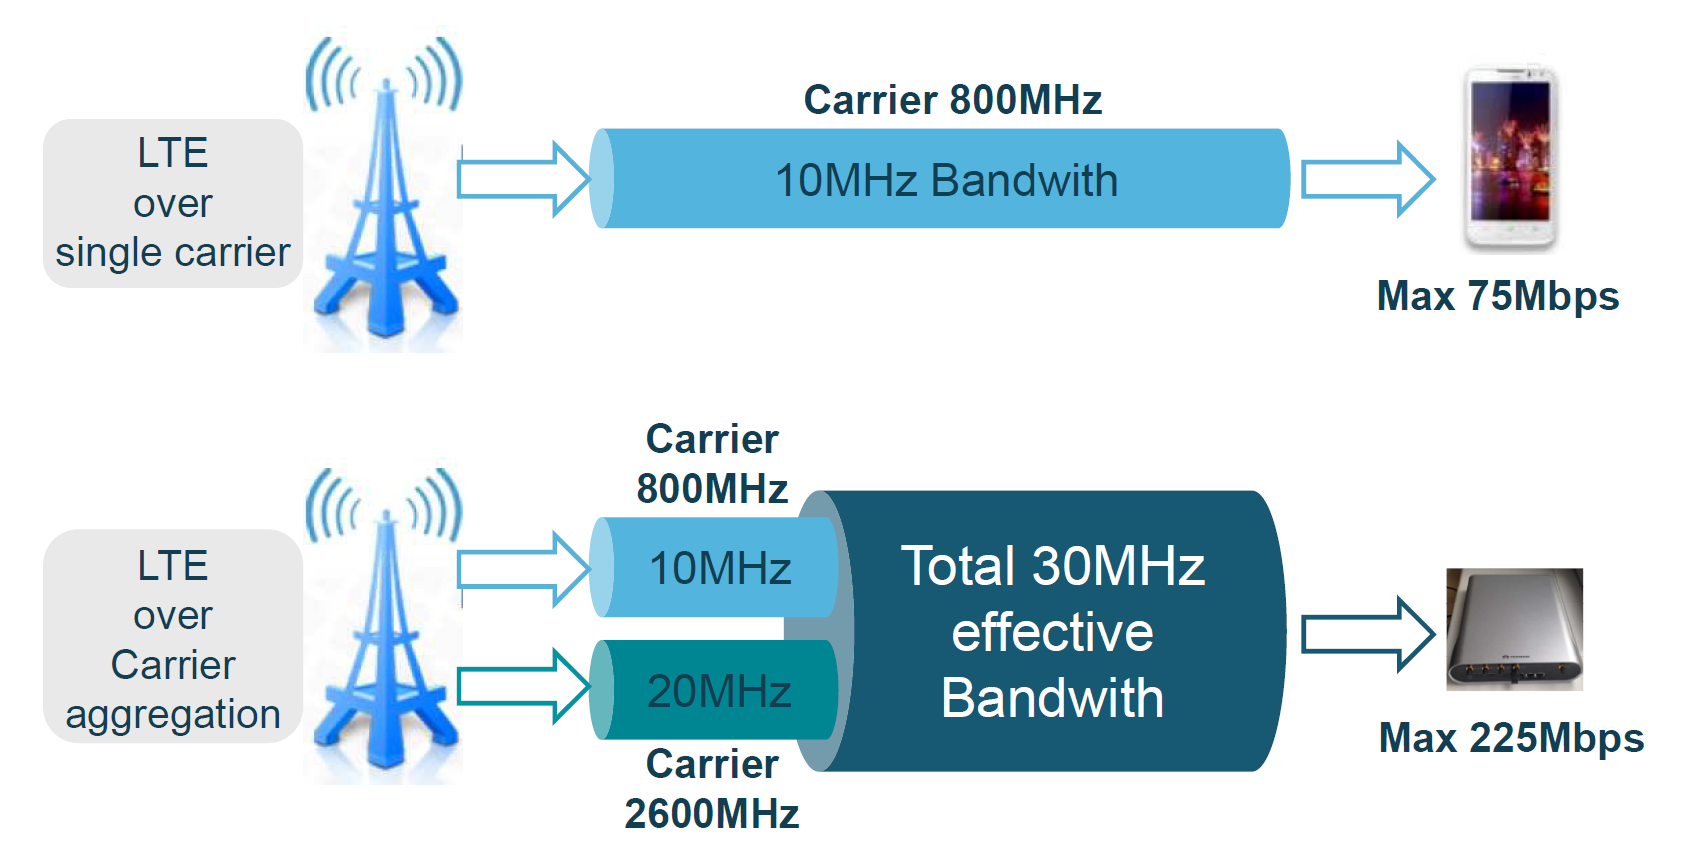 LTE
over
single carrier
Carrier 800MHz
10MHz Bandwith
Max 75Mbps
LTE
over
Carrier
aggregation
Carrier
800MHz
10MHz
20MHz
Carrier
2600MHz
Total 30MHz
effective
Bandwith
Max 225Mbps